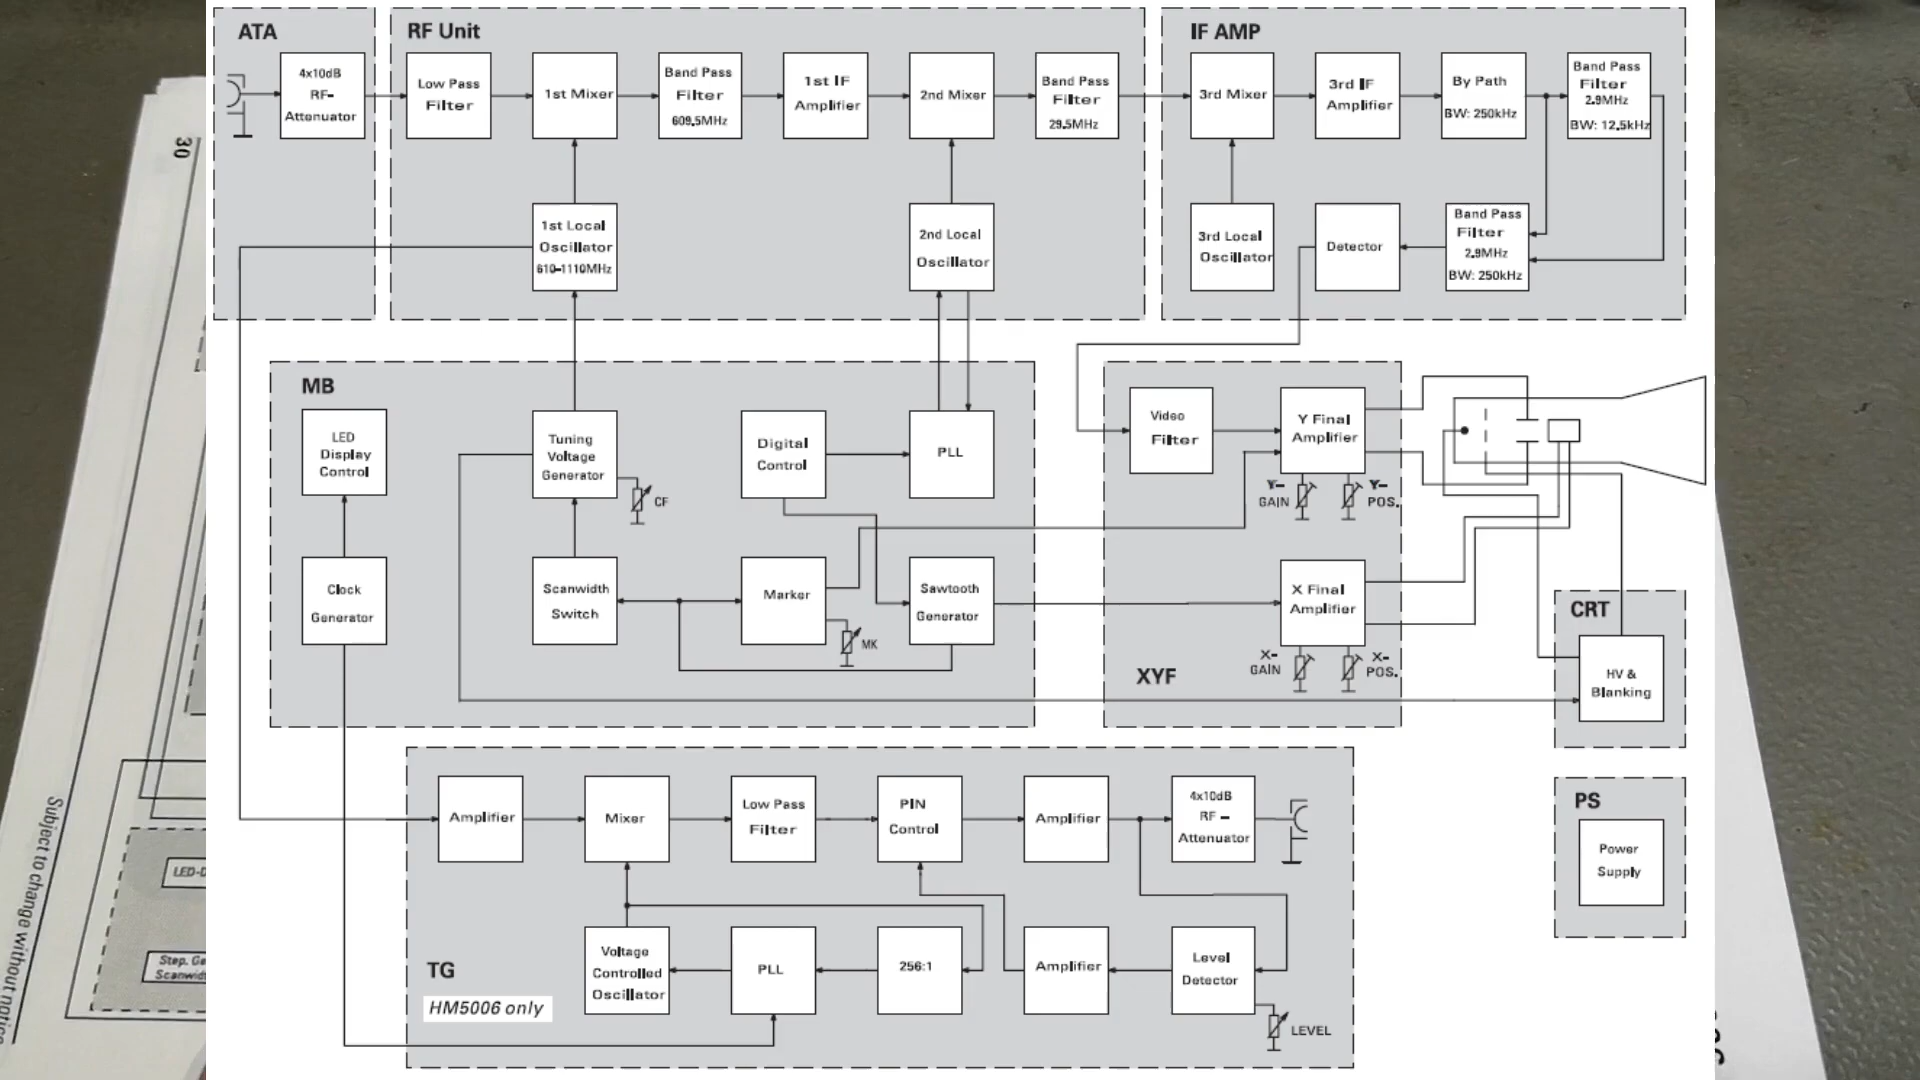 ATA
4x10dB
RF-
Attenuator
RF Unit
Low Pass
Filter
1st Mixer
Band Pass
Filter
609.5MHz
1st IF
Amplifier
2nd Mixer
Band Pass
Filter
29.5MHz
1st Local
Oscillator
610-1110MHz
2nd Local
Oscillator
IF AMP
3rd Mixer
3rd IF
Amplifier
By Path
BW: 250kHz
Band Pass
Filter
2.9MHz
BW: 12.5kHz
3rd Local
Oscillator
Detector
Band Pass
Filter
2.9MHz
BW: 250kHz
MB
LED
Display
Control
Tuning
Voltage
Generator
CF
Digital
Control
PLL
Clock
Generator
Scanwidth
Switch
Marker
MK
Sawtooth
Generator
Video
Filter
Y Final
Amplifier
Y-
GAIN
Y-
POS.
X Final
Amplifier
X-
GAIN
X-
POS.
XYF
CRT
HV &
Blanking
PS
Power
Supply
Amplifier
Mixer
Low Pass
Filter
PIN
Control
Amplifier
4x10dB
RF -
Attenuator
Voltage
Controlled
Oscillator
PLL
256:1
Amplifier
Level
Detector
LEVEL
TG
HM5006 only
30
Subject to change without notice
LED-D
Step. Ge
Scanwid